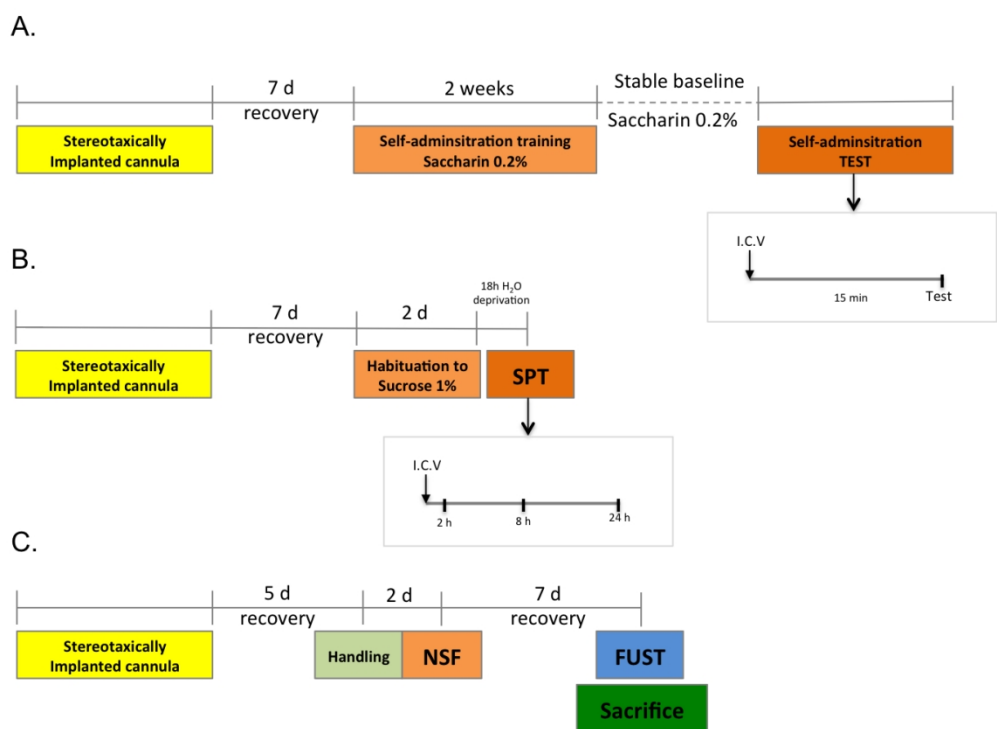 A.
7 d
recovery
2 weeks
Stable baseline
Saccharin 0.2%
Stereotaxically
Implanted cannula
Self-adminsitration training
Saccharin 0.2%
Self-adminsitration
TEST
I.C.V
15 min
Test
B.
7 d
recovery
2 d
18h H₂O
deprivation
Stereotaxically
Implanted cannula
Habituation to
Sucrose 1%
SPT
I.C.V
2 h
8 h
24 h
C.
5 d
recovery
2 d
7 d
recovery
Stereotaxically
Implanted cannula
Handling
NSF
FUST
Sacrifice